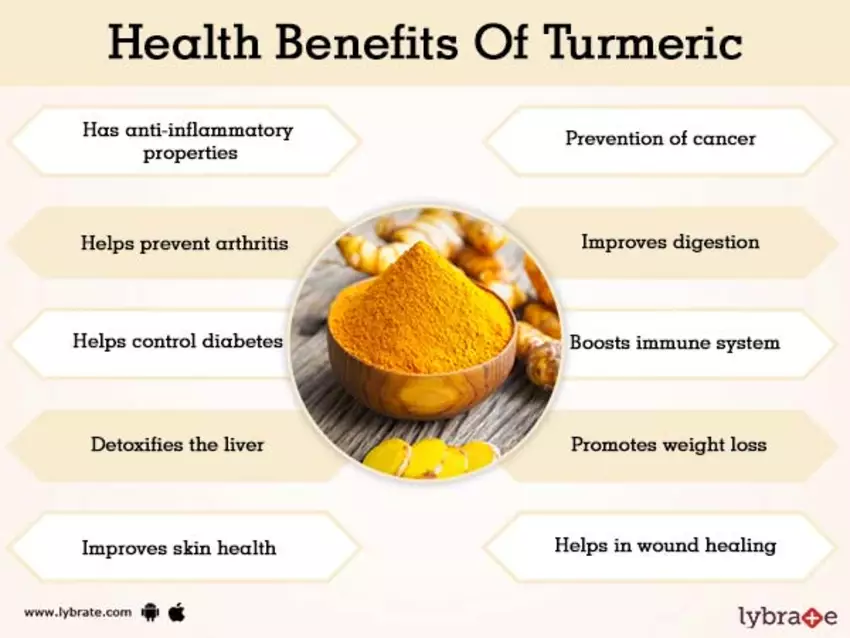 Health Benefits Of Turmeric
Has anti-inflammatory
properties
Prevention of cancer
Helps prevent arthritis
Improves digestion
Helps control diabetes
Boosts immune system
Detoxifies the liver
Promotes weight loss
Improves skin health
Helps in wound healing
www.lybrate.com
lybrate